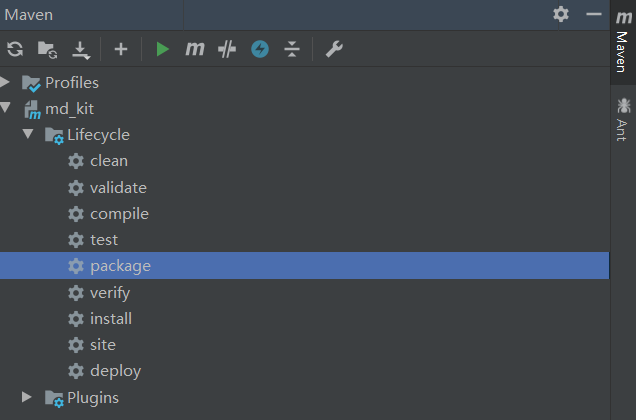 Maven
Profiles
md_kit
Lifecycle
clean
validate
compile
test
package
verify
install
site
deploy
Plugins
m
Maven
Ant